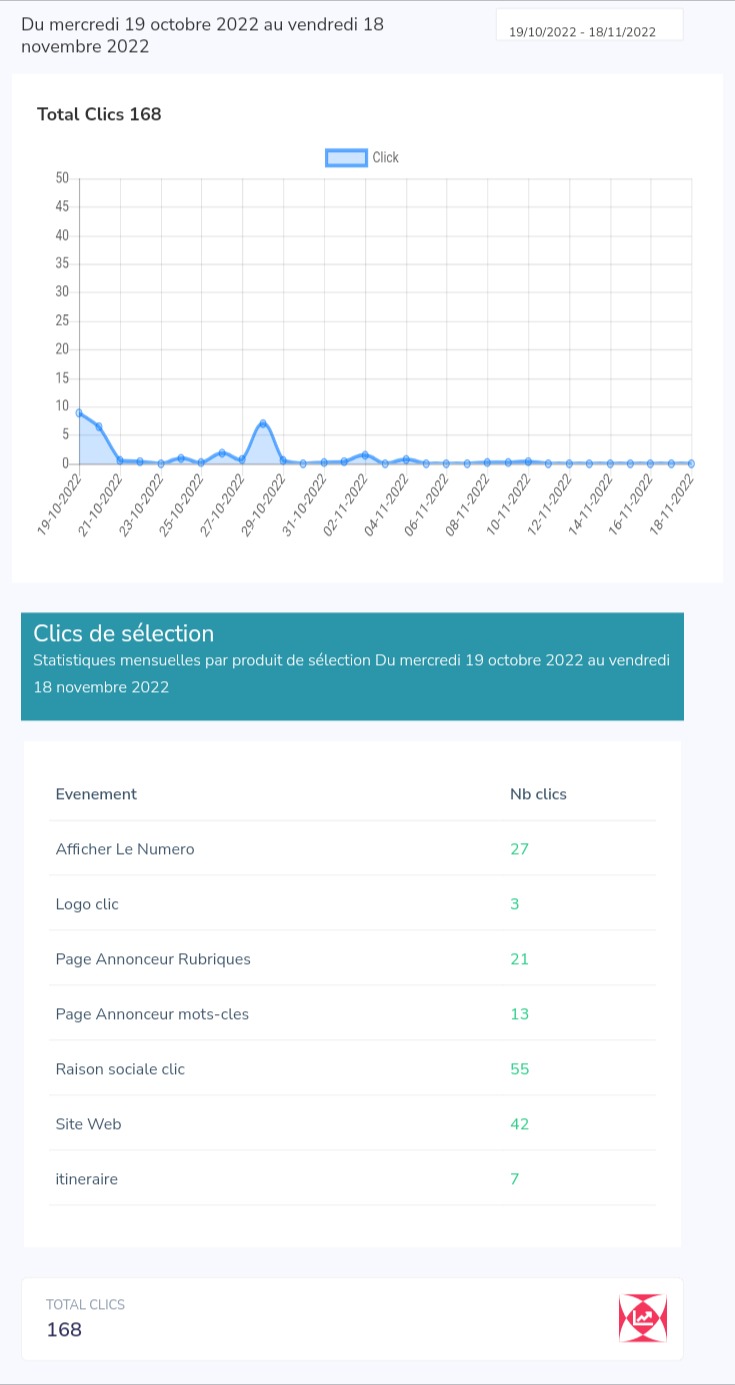 Du mercredi 19 octobre 2022 au vendredi 18
novembre 2022
19/10/2022 - 18/11/2022
Total Clics 168
Click
50
45
40
35
30
25
20
15
10
5
0
19-10-2022
21-10-2022
23-10-2022
25-10-2022
27-10-2022
29-10-2022
31-10-2022
02-11-2022
04-11-2022
06-11-2022
08-11-2022
10-11-2022
12-11-2022
14-11-2022
16-11-2022
18-11-2022
Clics de sélection
Statistiques mensuelles par produit de sélection Du mercredi 19 octobre 2022 au vendredi
18 novembre 2022
Evenement Nb clics
Afficher Le Numero 27
Logo clic 3
Page Annonceur Rubriques 21
Page Annonceur mots-cles 13
Raison sociale clic 55
Site Web 42
itineraire 7
TOTAL CLICS
168